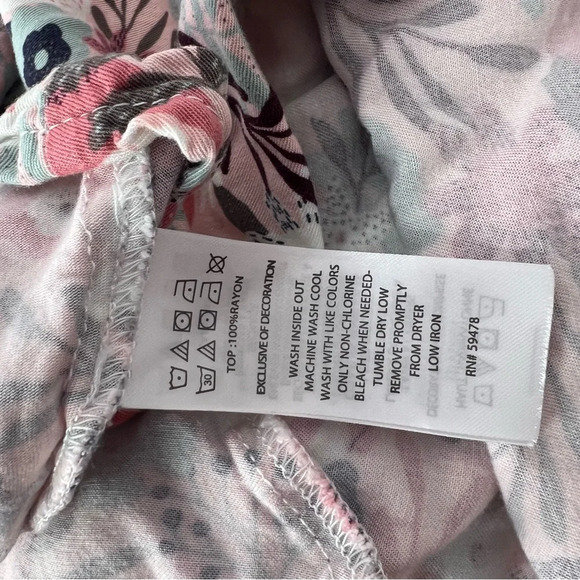 30
TOP :100%RAYON
EXCLUSIVE OF DECORATION
WASH INSIDE OUT
MACHINE WASH COOL
WASH WITH LIKE COLORS
ONLY NON-CHLORINE
BLEACH WHEN NEEDED-
TUMBLE DRY LOW
REMOVE PROMPTLY
FROM DRYER
LOW IRON
RN# 59478